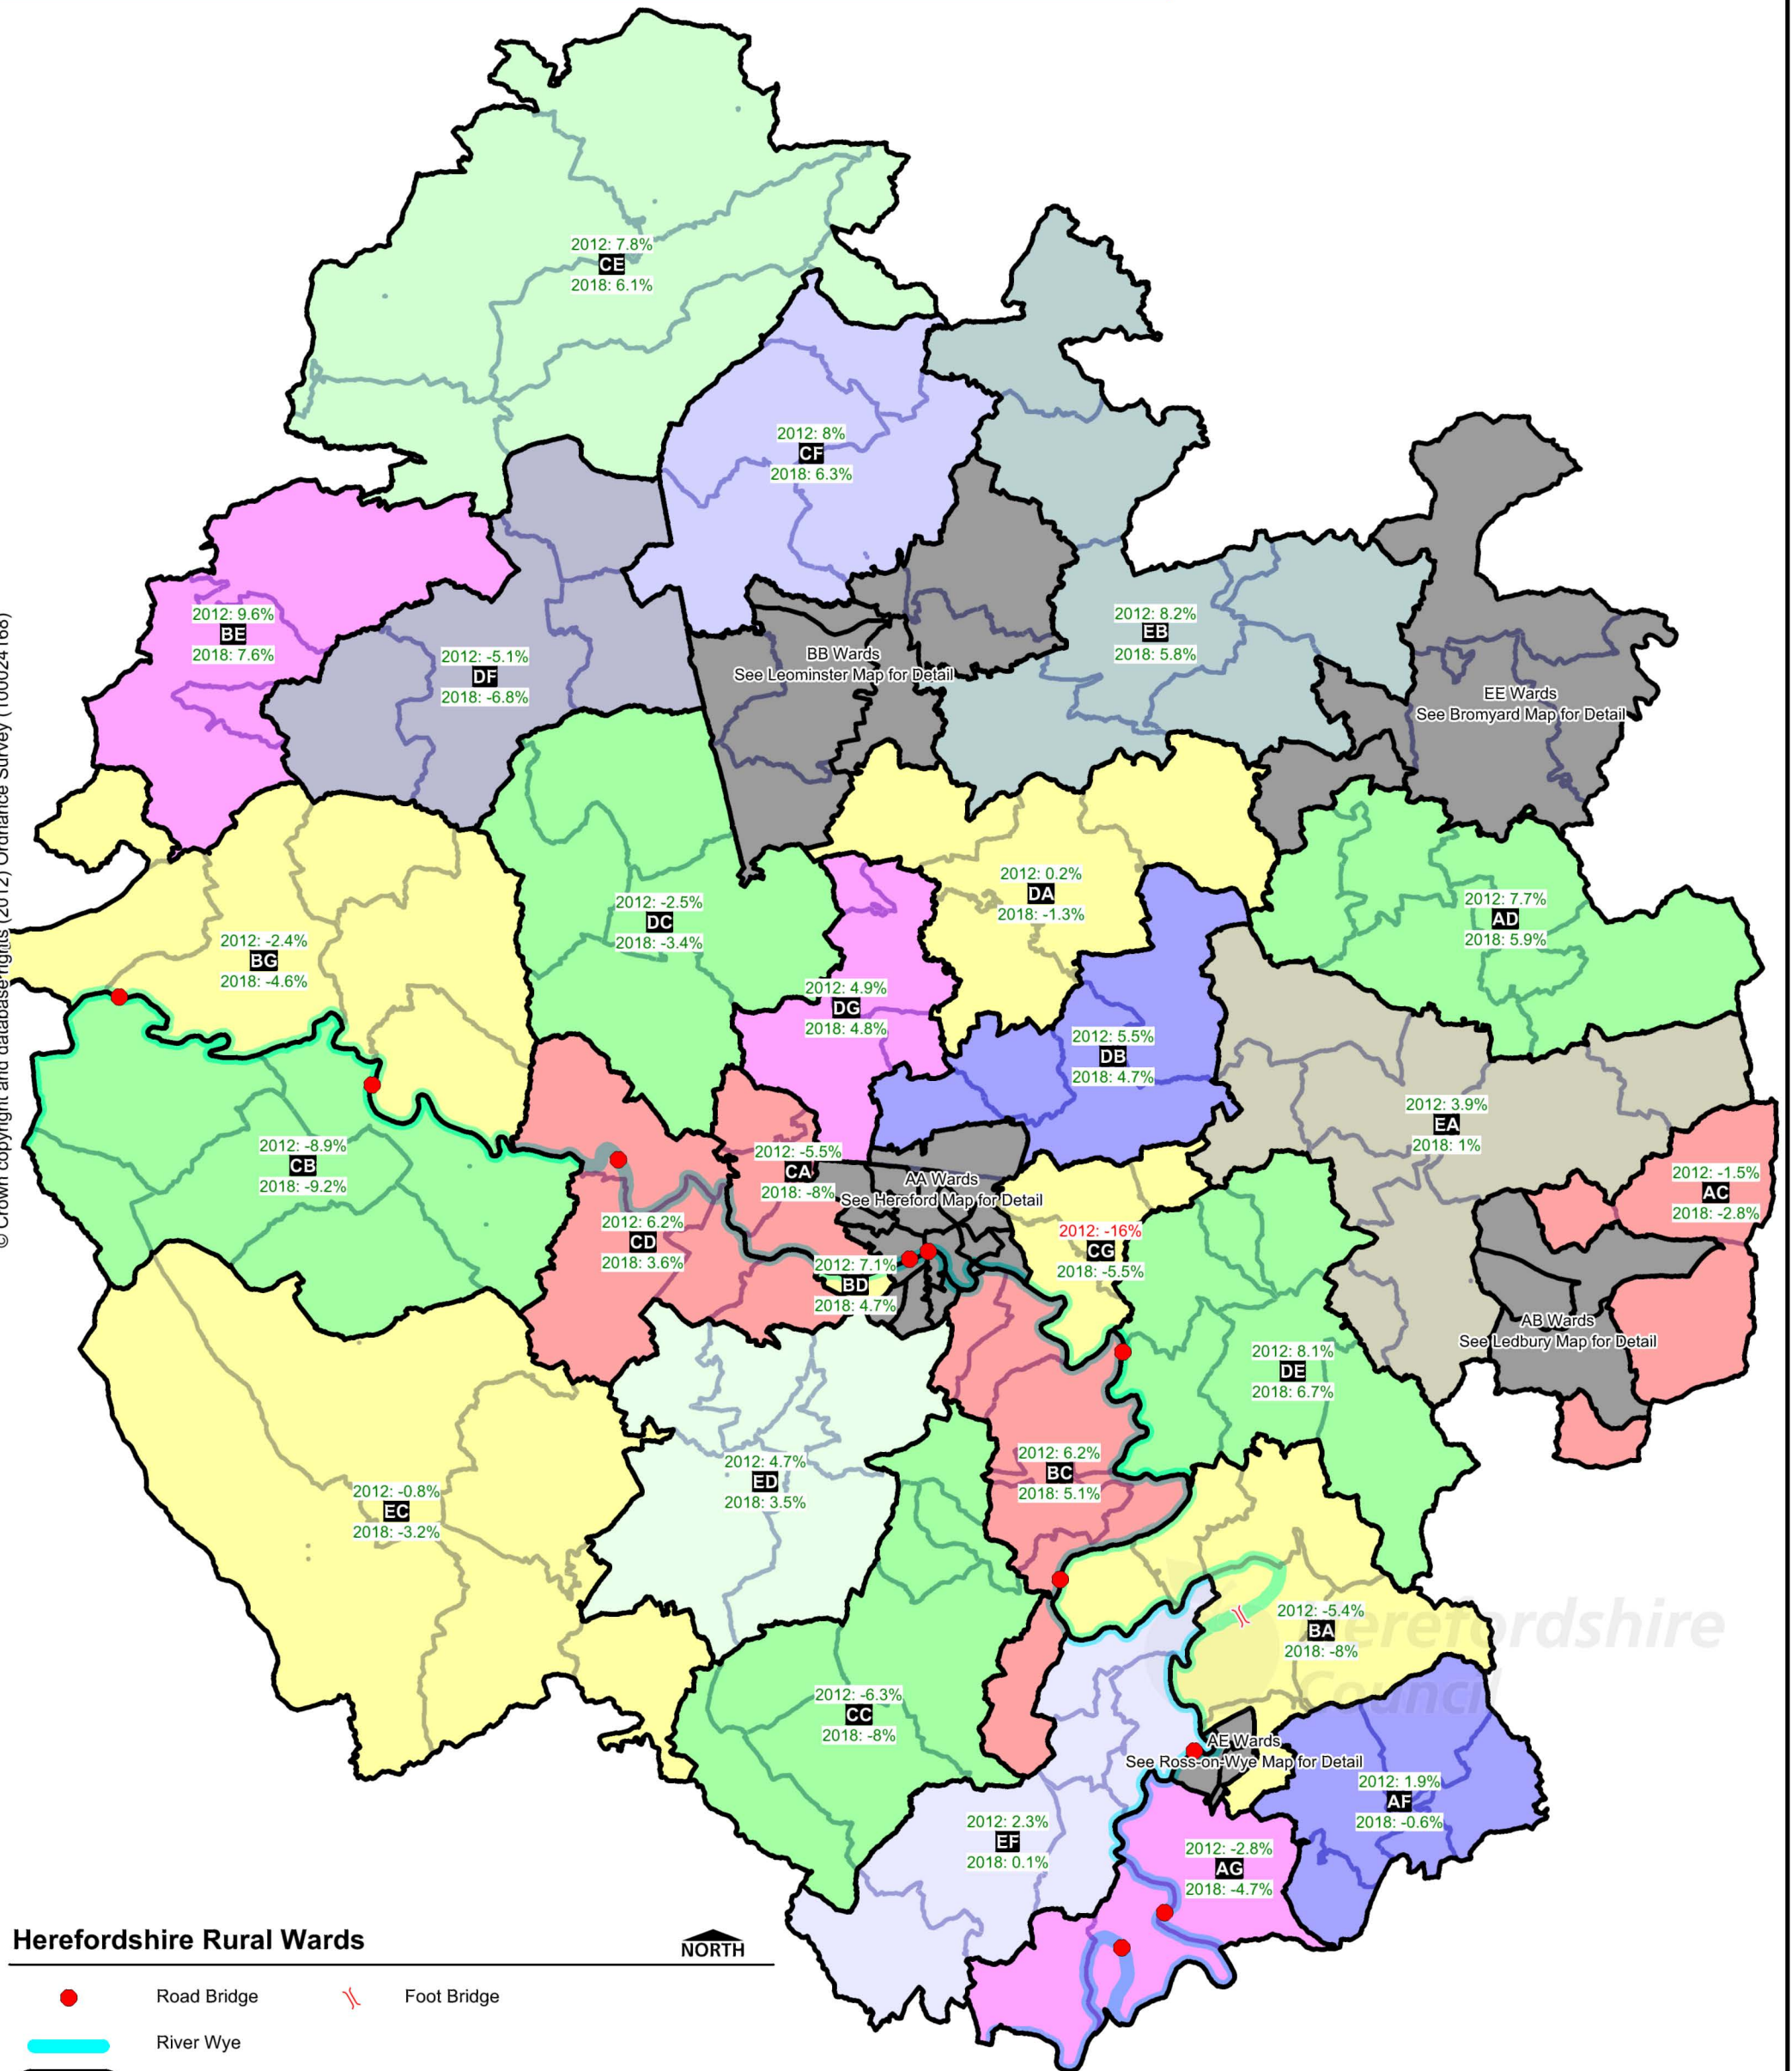 © Crown copyright and database rights (2012) Ordnance Survey (100024168)
2012: 7.8%
CE
2018: 6.1%
2012: 8%
CF
2018: 6.3%
2012: 9.6%
BE
2018: 7.6%
2012: -5.1%
DF
2018: -6.8%
BB Wards
See Leominster Map for Detail
2012: 8.2%
EB
2018: 5.8%
EE Wards
See Bromyard Map for Detail
2012: -2.4%
BG
2018: -4.6%
2012: -2.5%
DC
2018: -3.4%
2012: 0.2%
DA
2018: -1.3%
2012: 7.7%
AD
2018: 5.9%
2012: 4.9%
DG
2018: 4.8%
2012: 5.5%
DB
2018: 4.7%
2012: 3.9%
EA
2018: 1%
2012: -8.9%
CB
2018: -9.2%
2012: -5.5%
CA
2018: -8%
AA Wards
See Hereford Map for Detail
2012: -1.5%
AC
2018: -2.8%
2012: 6.2%
CD
2018: 3.6%
2012: 7.1%
BD
2018: 4.7%
2012: -16%
CG
2018: -5.5%
AB Wards
See Ledbury Map for Detail
2012: 8.1%
DE
2018: 6.7%
2012: -0.8%
EC
2018: -3.2%
2012: 4.7%
ED
2018: 3.5%
2012: 6.2%
BC
2018: 5.1%
2012: -5.4%
BA
2018: -8%
Herefordshire
Council
2012: -6.3%
CC
2018: -8%
AE Wards
See Ross-on-Wye Map for Detail
2012: 1.9%
AF
2018: -0.6%
2012: 2.3%
EF
2018: 0.1%
2012: -2.8%
AG
2018: -4.7%
Herefordshire Rural Wards
NORTH
Road Bridge
Foot Bridge
River Wye